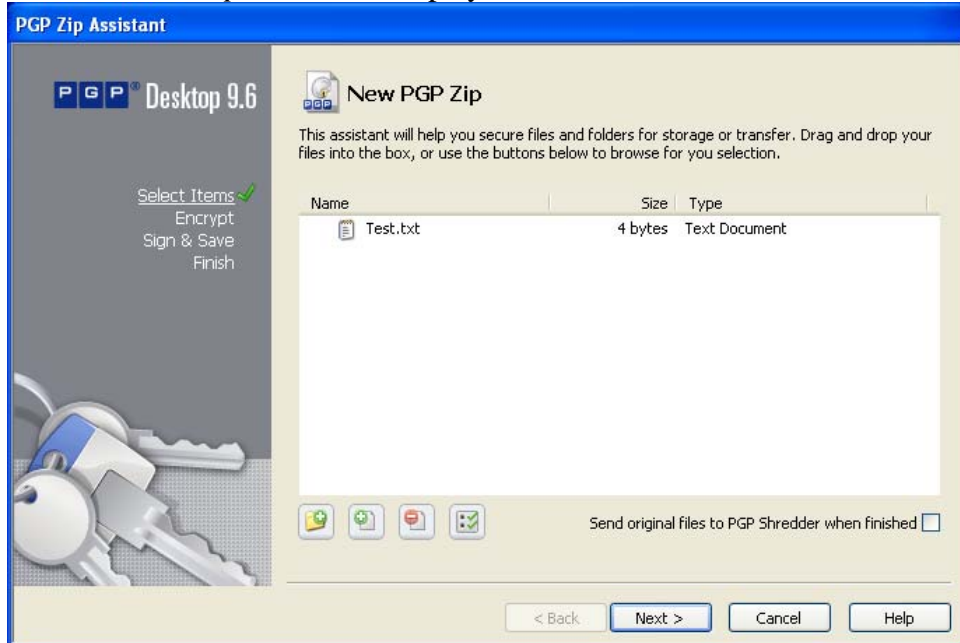 PGP Zip Assistant
PGP® Desktop 9.6
Select Items
Encrypt
Sign & Save
Finish
New PGP Zip
This assistant will help you secure files and folders for storage or transfer. Drag and drop your
files into the box, or use the buttons below to browse for you selection.
Name Size Type
Test.txt 4 bytes Text Document
Send original files to PGP Shredder when finished
< Back Next > Cancel Help